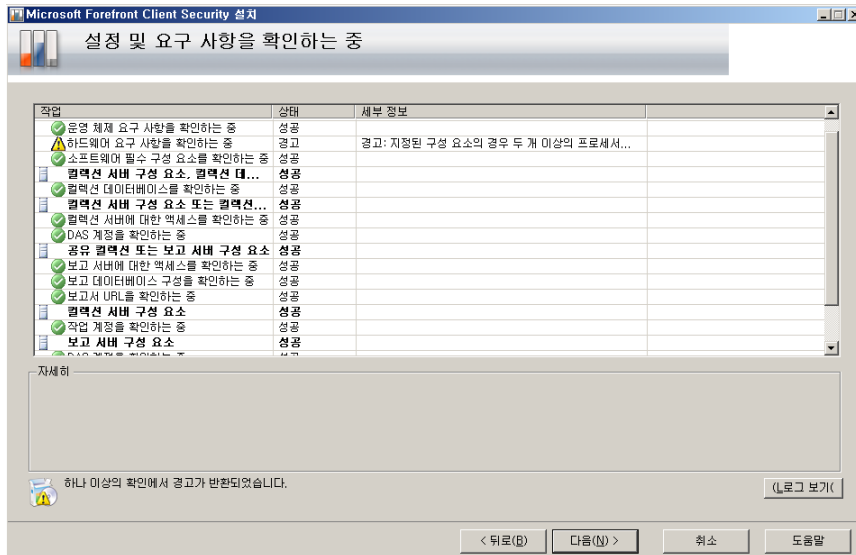 Microsoft Forefront Client Security 설치
설정 및 요구 사항을 확인하는 중
작업 상태 세부 정보
운영 체제 요구 사항을 확인하는 중 성공
하드웨어 요구 사항을 확인하는 중 경고 경고: 지정된 구성 요소의 경우 두 개 이상의 프로세서...
소프트웨어 필수 구성 요소를 확인하는 중 성공
컬렉션 서버 구성 요소, 컬렉션 데... 성공
컬렉션 데이터베이스를 확인하는 중 성공
컬렉션 서버 구성 요소 또는 컬렉션... 성공
컬렉션 서버에 대한 액세스를 확인하는 중 성공
DAS 계정을 확인하는 중 성공
공유 컬렉션 또는 보고 서버 구성 요소 성공
보고 서버에 대한 액세스를 확인하는 중 성공
보고 데이터베이스 구성을 확인하는 중 성공
보고서 URL을 확인하는 중 성공
컬렉션 서버 구성 요소 성공
작업 계정을 확인하는 중 성공
보고 서버 구성 요소 성공
DAS 계정을 확인하는 중 성공
자세히
하나 이상의 확인에서 경고가 반환되었습니다.
(L로그 보기(
< 뒤로(B) 다음(N) > 취소 도움말